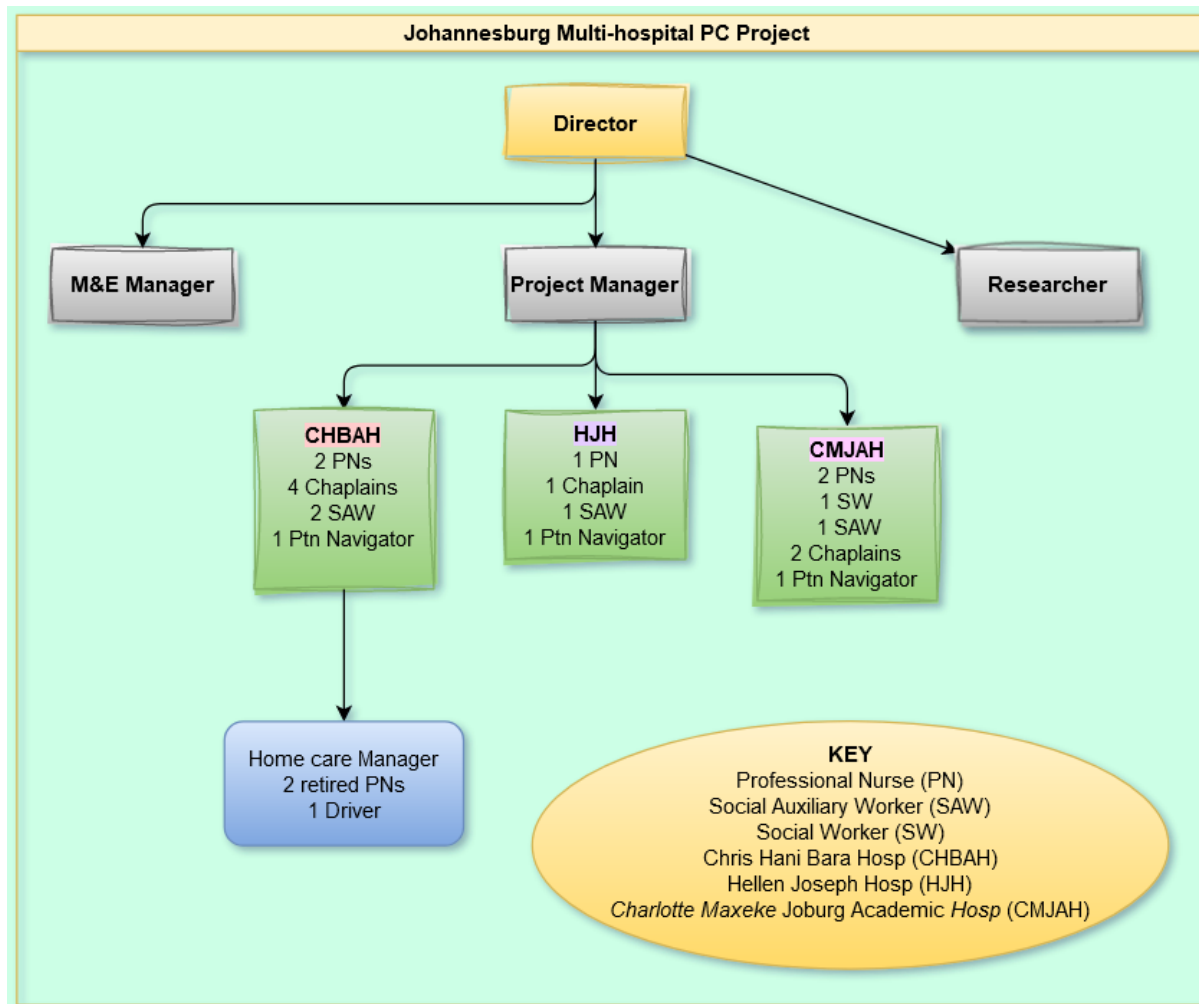 Johannesburg Multi-hospital PC Project
Director
M&E Manager
Project Manager
Researcher
CHBAH
2 PNs
4 Chaplains
2 SAW
1 Ptn Navigator
HJH
1 PN
1 Chaplain
1 SAW
1 Ptn Navigator
CMJAH
2 PNs
1 SW
1 SAW
2 Chaplains
1 Ptn Navigator
Home care Manager
2 retired PNs
1 Driver
KEY
Professional Nurse (PN)
Social Auxiliary Worker (SAW)
Social Worker (SW)
Chris Hani Bara Hosp (CHBAH)
Hellen Joseph Hosp (HJH)
Charlotte Maxeke Joburg Academic Hosp (CMJAH)